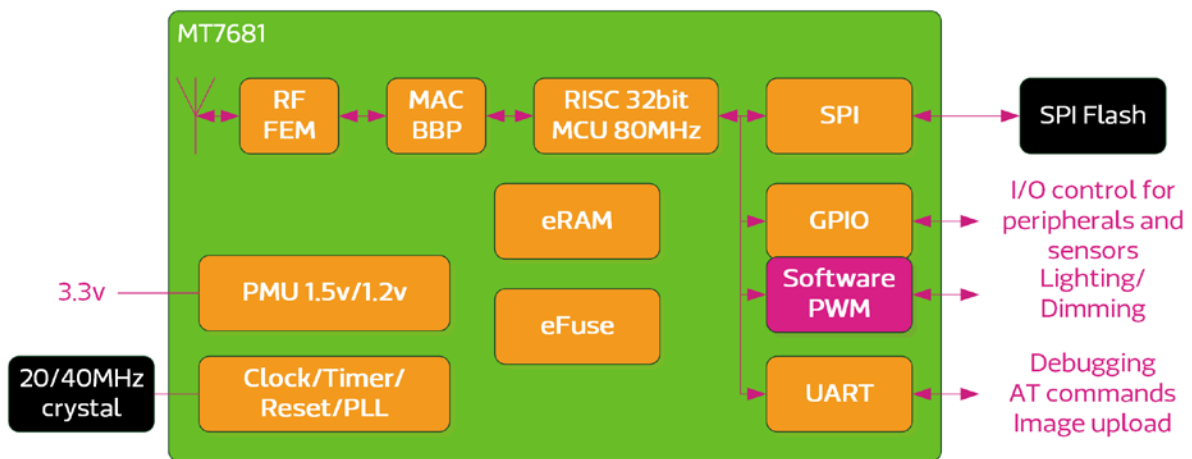 MT7681
RF
FEM
MAC
BBP
RISC 32bit
MCU 80MHz
SPI
SPI Flash
eRAM
GPIO
I/O control for
peripherals and
sensors
3.3v
PMU 1.5v/1.2v
eFuse
Software
PWM
Lighting/
Dimming
20/40MHz
crystal
Clock/Timer/
Reset/PLL
UART
Debugging
AT commands
Image upload